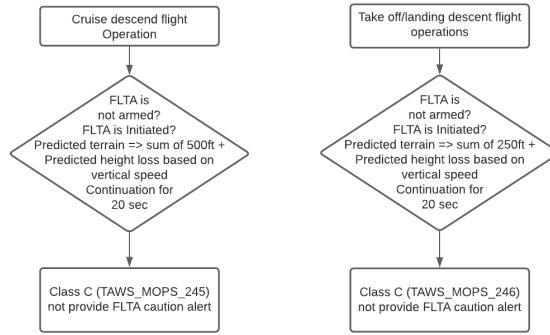 Cruise descend flight
Operation
FLTA is
not armed?
FLTA is Initiated?
Predicted terrain => sum of 500ft +
Predicted height loss based on
vertical speed
Continuation for
20 sec
Class C (TAWS_MOPS_245)
not provide FLTA caution alert
Take off/landing descent flight
operations
FLTA is
not armed?
FLTA is Initiated?
Predicted terrain => sum of 250ft +
Predicted height loss based on
vertical speed
Continuation for
20 sec
Class C (TAWS_MOPS_246)
not provide FLTA caution alert